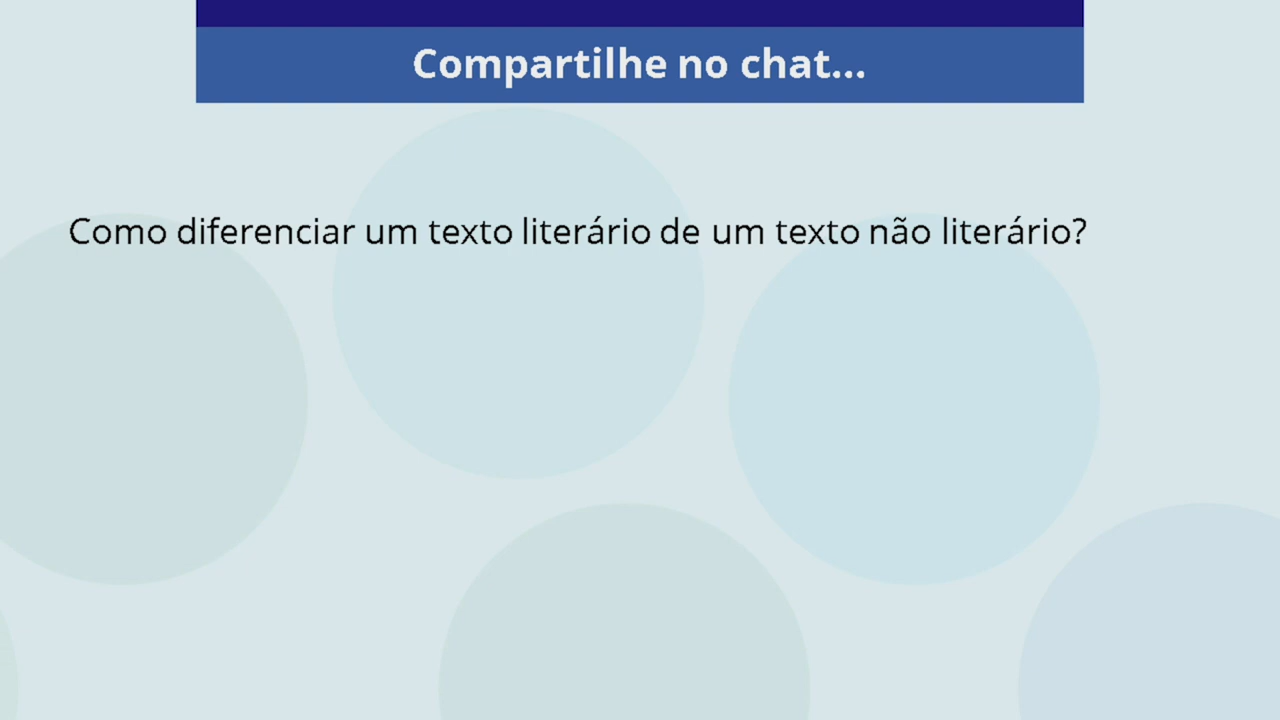 Compartilhe no chat...
Como diferenciar um texto literário de um texto não literário?